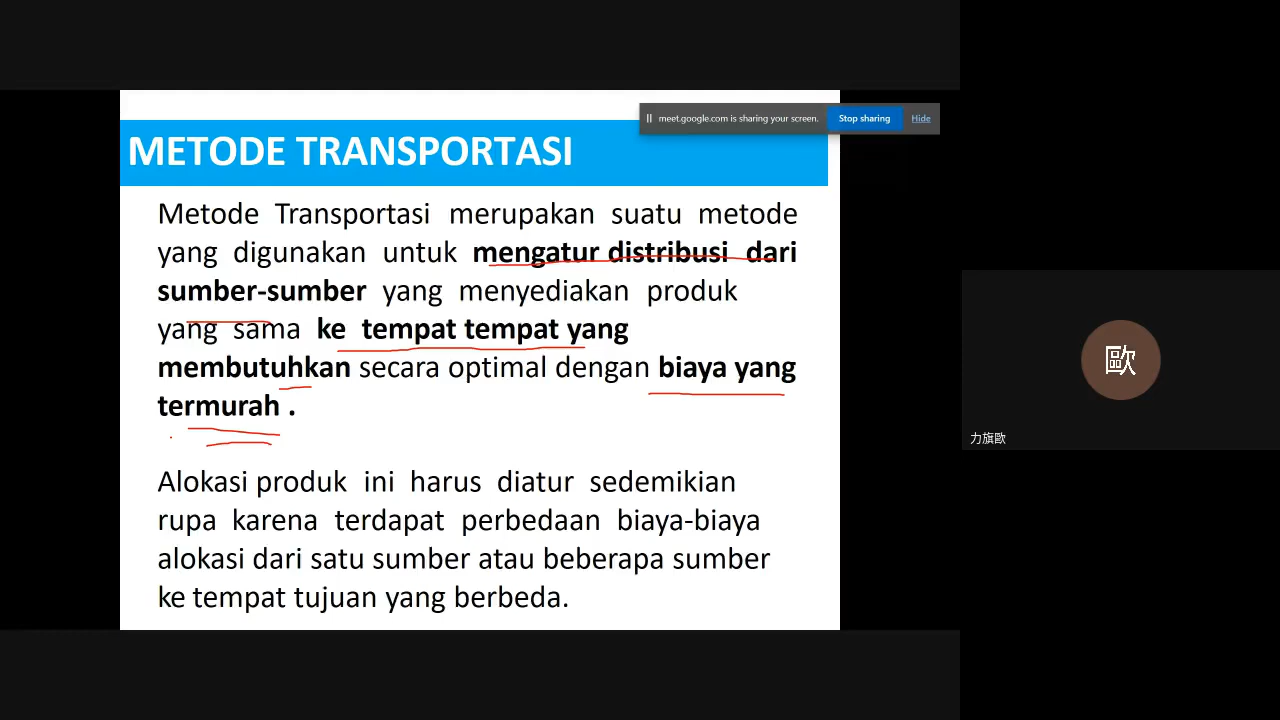 meet.google.com is sharing your screen.
Stop sharing
Hide
METODE TRANSPORTASI
Metode Transportasi merupakan suatu metode
yang digunakan untuk mengatur distribusi dari
sumber-sumber yang menyediakan produk
yang sama ke tempat tempat yang
membutuhkan secara optimal dengan biaya yang
termurah .
Alokasi produk ini harus diatur sedemikian
rupa karena terdapat perbedaan biaya-biaya
alokasi dari satu sumber atau beberapa sumber
ke tempat tujuan yang berbeda.
歐
力旗歐